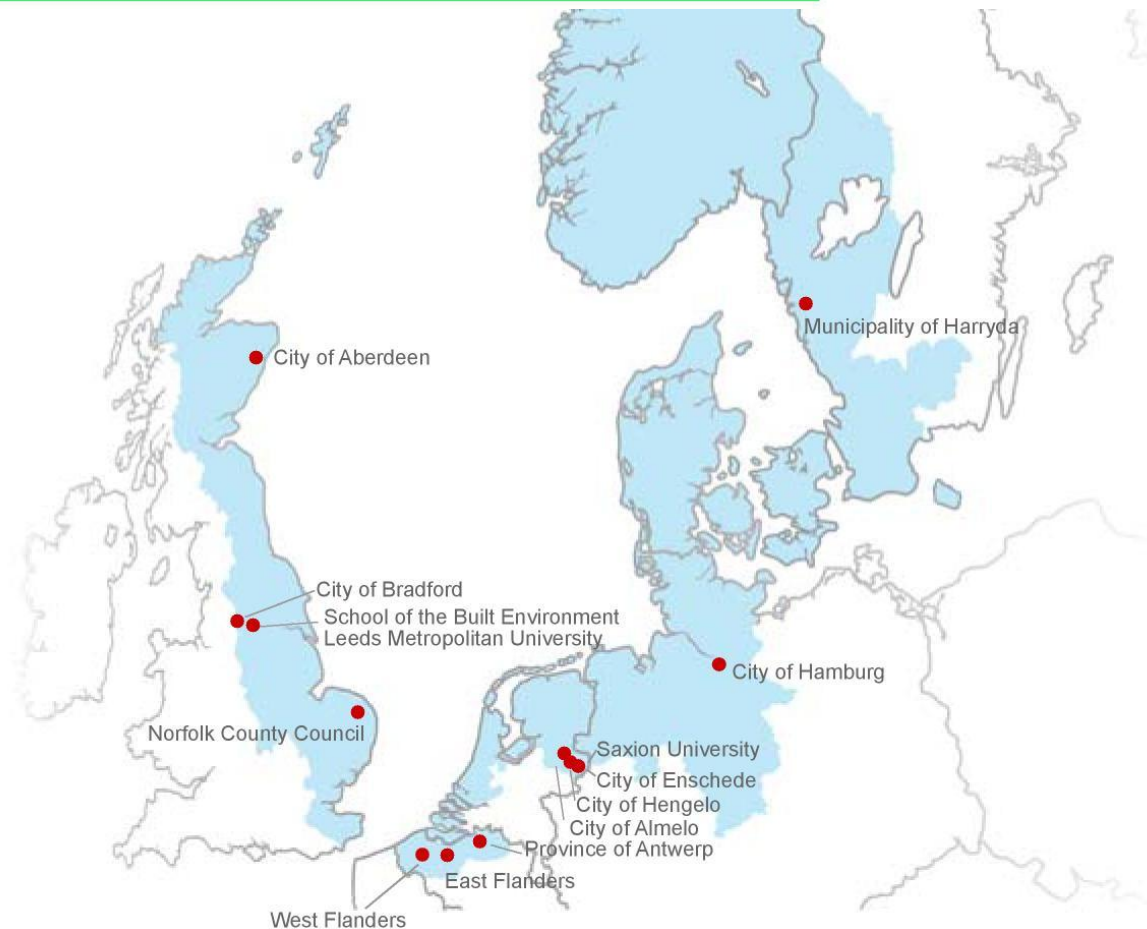 Municipality of Harryda
City of Aberdeen
City of Bradford
School of the Built Environment
Leeds Metropolitan University
City of Hamburg
Norfolk County Council
Saxion University
City of Enschede
City of Hengelo
City of Almelo
Province of Antwerp
East Flanders
West Flanders